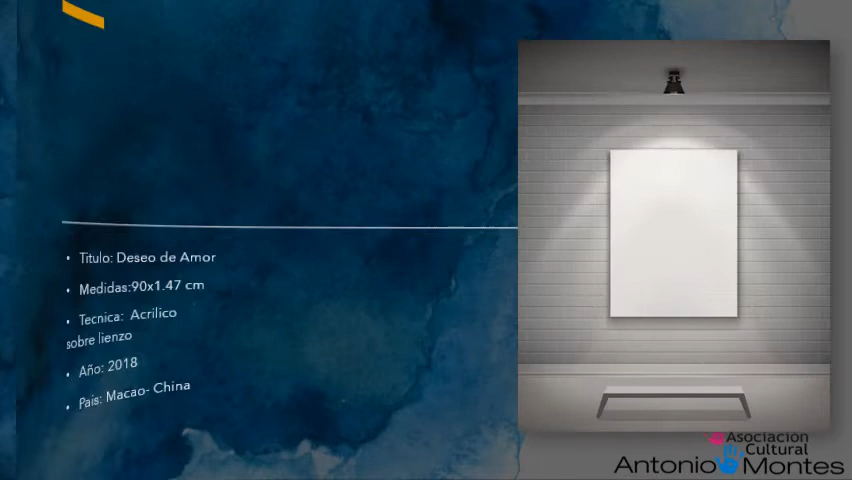 Titulo: Deseo de Amor
Medidas:90x1.47 cm
Tecnica: Acrilico
sobre lienzo
Año: 2018
Pais: Macao- China
Asociación
Cultural
Antonio Montes